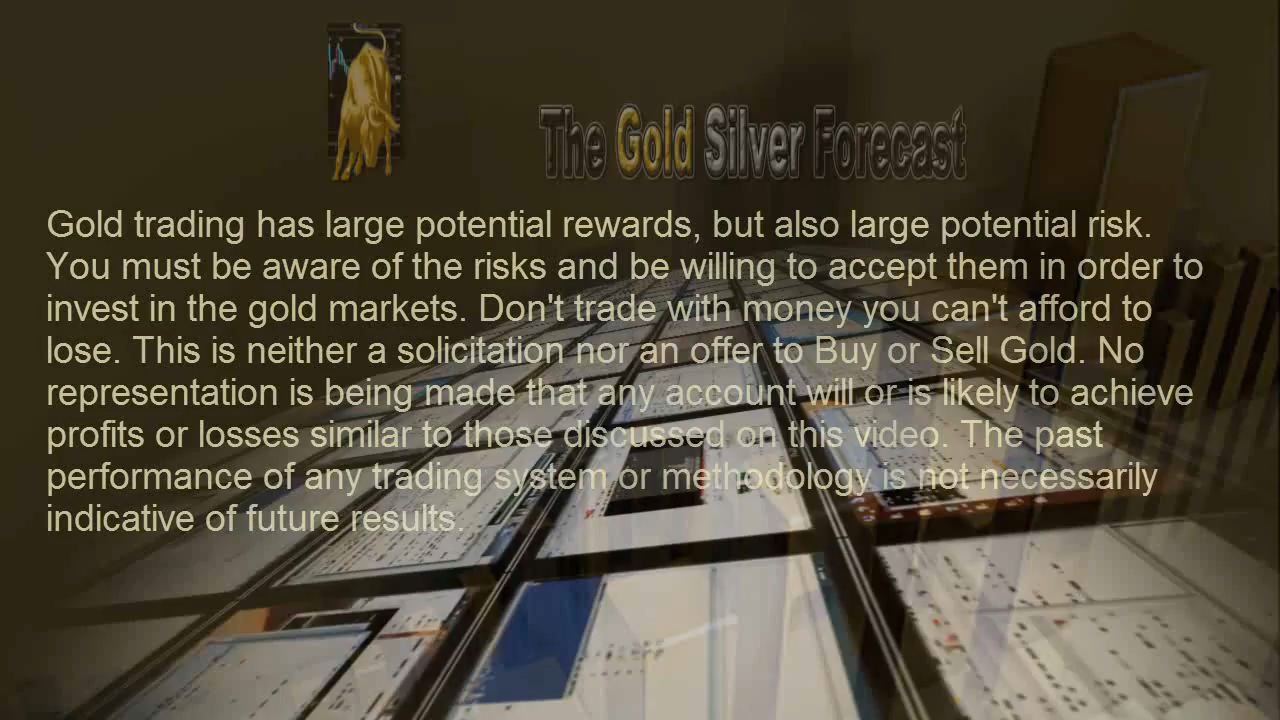 The Gold Silver Forecast
Gold trading has large potential rewards, but also large potential risk.
You must be aware of the risks and be willing to accept them in order to
invest in the gold markets. Don't trade with money you can't afford to
lose. This is neither a solicitation nor an offer to Buy or Sell Gold. No
representation is being made that any account will or is likely to achieve
profits or losses similar to those discussed on this video. The past
performance of any trading system or methodology is not necessarily
indicative of future results.